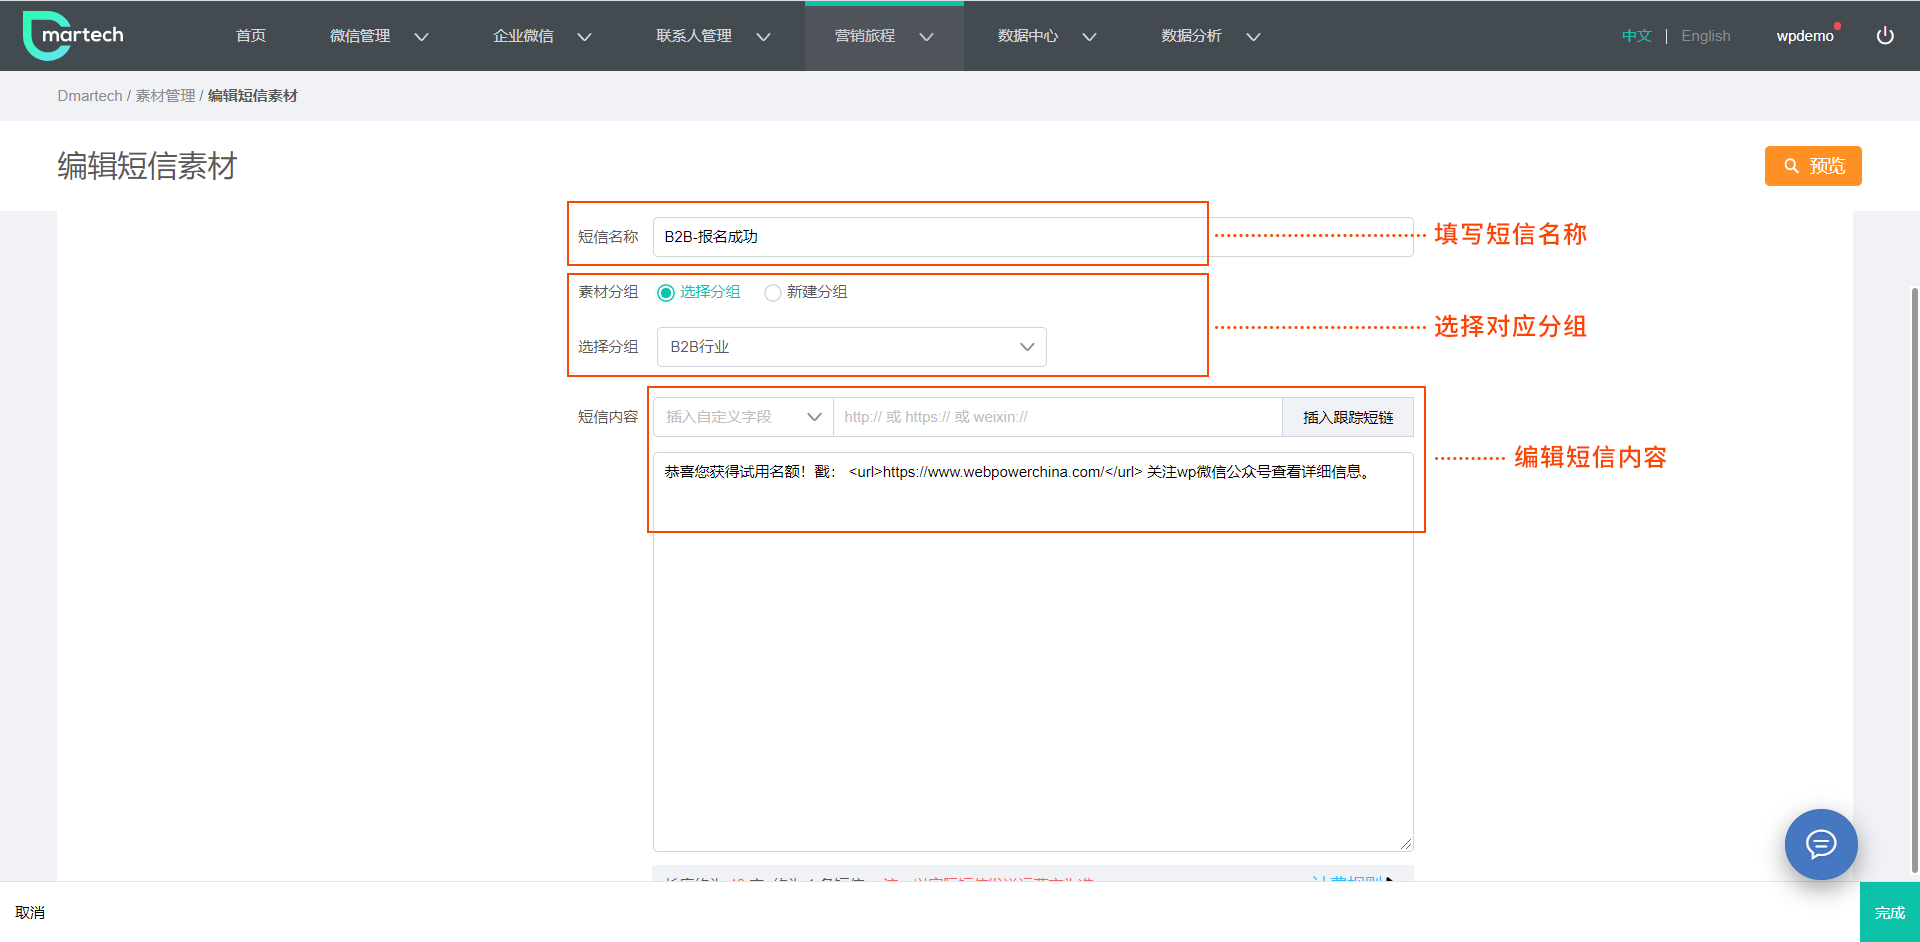 martech 首页 微信管理 企业微信 联系人管理 营销旅程 数据中心 数据分析 中文 | English wpdemo
Dmartech / 素材管理 / 编辑短信素材
编辑短信素材 预览
短信名称 B2B-报名成功 填写短信名称
素材分组 选择分组 新建分组
选择对应分组
选择分组 B2B行业
短信内容 插入自定义字段 http:// 或 https:// 或 weixin:// 插入跟踪短链
编辑短信内容
恭喜您获得试用名额！戳： <url>https://www.webpowerchina.com/</url> 关注wp微信公众号查看详细信息。
取消 完成